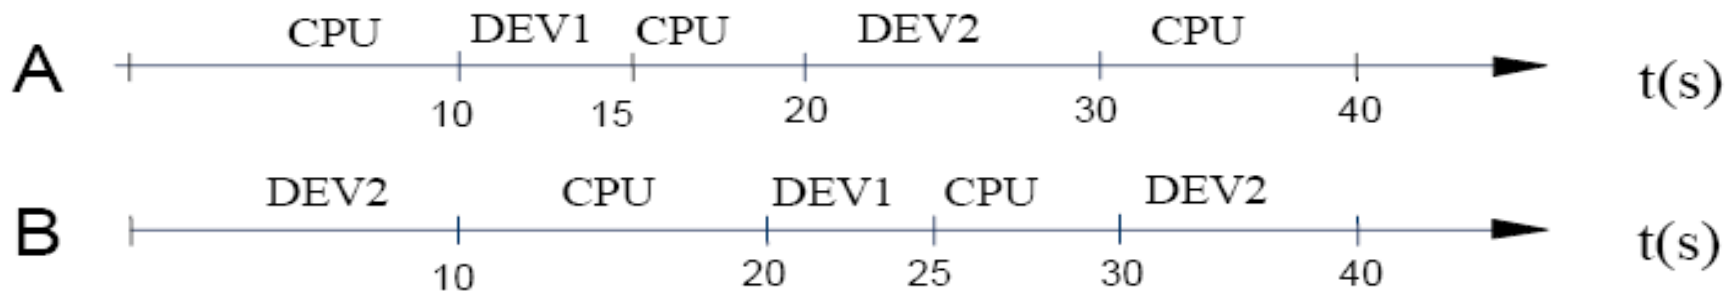 CPU DEV1 CPU DEV2 CPU
A t(s)
10 15 20 30 40
DEV2 CPU DEV1 CPU DEV2
B t(s)
10 20 25 30 40